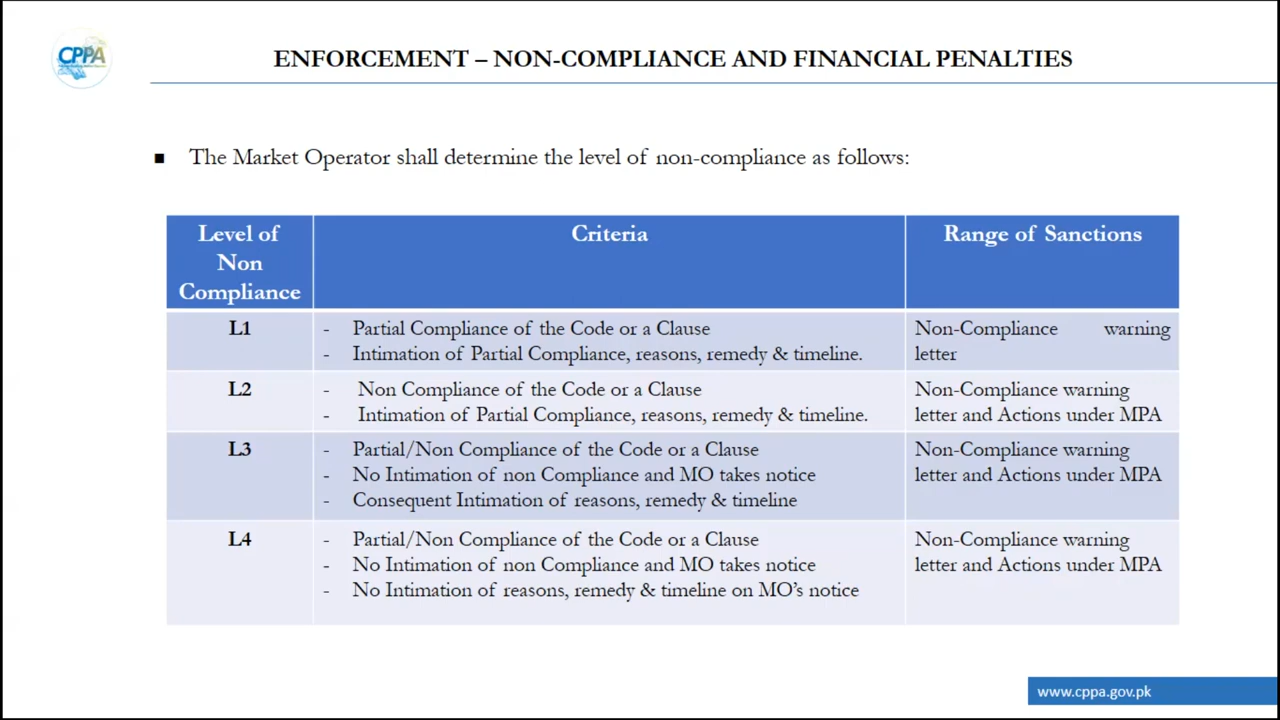 CPPA
ENFORCEMENT – NON-COMPLIANCE AND FINANCIAL PENALTIES
■ The Market Operator shall determine the level of non-compliance as follows:
Level of
Non
Compliance
Criteria
Range of Sanctions
L1
- Partial Compliance of the Code or a Clause
- Intimation of Partial Compliance, reasons, remedy & timeline.
Non-Compliance warning
letter
L2
- Non Compliance of the Code or a Clause
- Intimation of Partial Compliance, reasons, remedy & timeline.
Non-Compliance warning
letter and Actions under MPA
L3
- Partial/Non Compliance of the Code or a Clause
- No Intimation of non Compliance and MO takes notice
- Consequent Intimation of reasons, remedy & timeline
Non-Compliance warning
letter and Actions under MPA
L4
- Partial/Non Compliance of the Code or a Clause
- No Intimation of non Compliance and MO takes notice
- No Intimation of reasons, remedy & timeline on MO's notice
Non-Compliance warning
letter and Actions under MPA
www.cppa.gov.pk